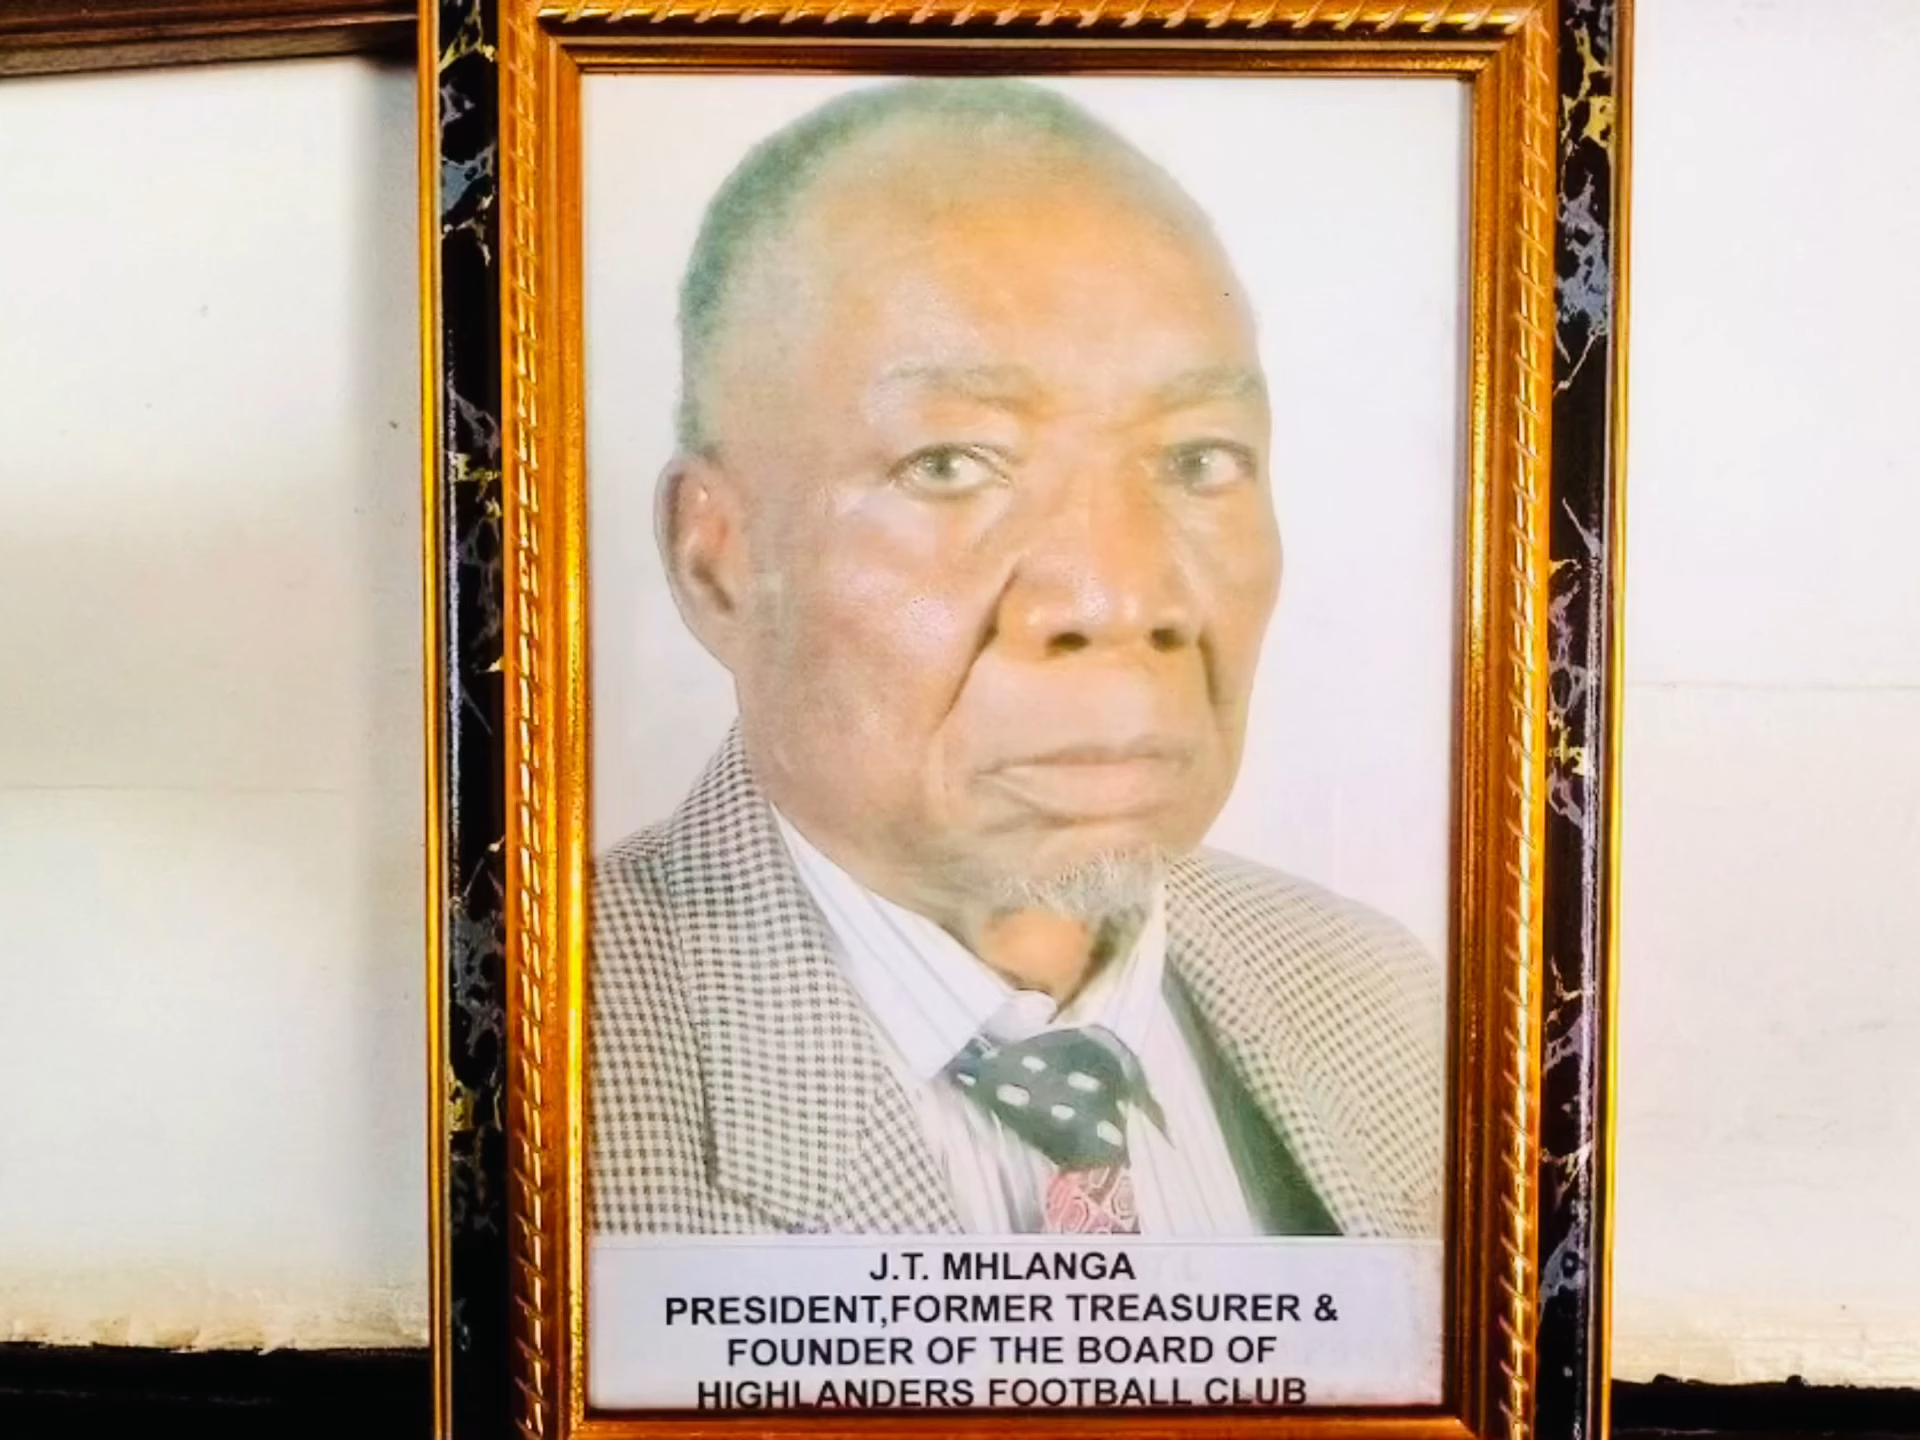 J.T. MHLANGA
PRESIDENT,FORMER TREASURER &
FOUNDER OF THE BOARD OF
HIGHLANDERS FOOTBALL CLUB